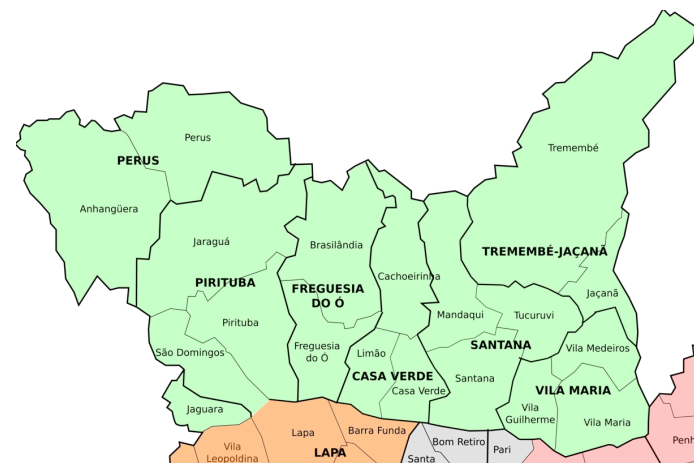 Perus
PERUS
Anhangüera
Tremembé
TREMEMBÉ-JAÇANÃ
Jaçanã
Jaraguá
PIRITUBA
Pirituba
São Domingos
Jaguara
Brasilândia
FREGUESIA
DO Ó
Freguesia
do Ó
Cachoeirinha
Limão
CASA VERDE
Casa Verde
Mandaqui
Tucuruvi
SANTANA
Santana
Vila Medeiros
VILA MARIA
Vila
Guilherme
Vila Maria
Vila
Leopoldina
Lapa
LAPA
Barra Funda
Bom Retiro
Santa
Pari
Penh